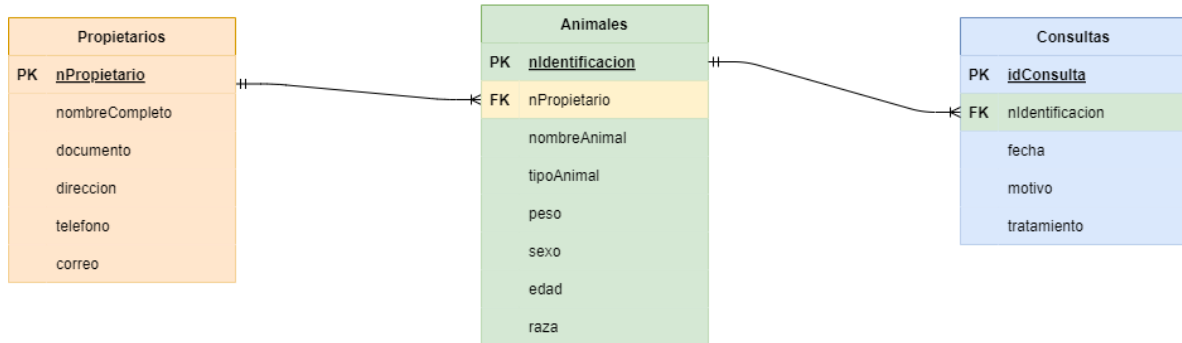 Propietarios
PK nPropietario
nombreCompleto
documento
direccion
telefono
correo
Animales
PK nIdentificacion
FK nPropietario
nombreAnimal
tipoAnimal
peso
sexo
edad
raza
Consultas
PK idConsulta
FK nIdentificacion
fecha
motivo
tratamiento